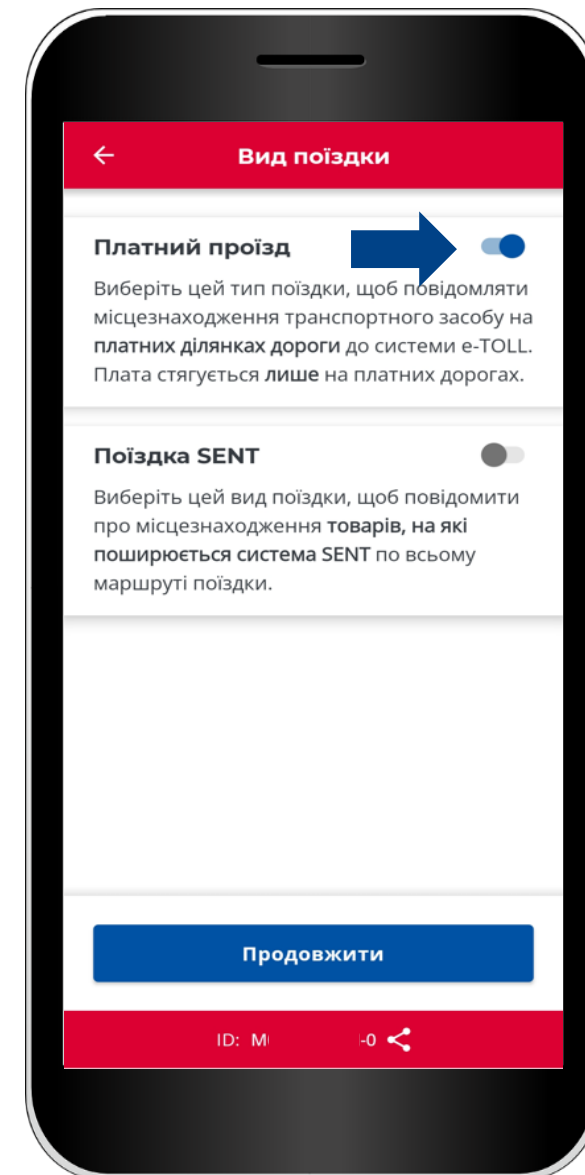 Вид поїздки
Платний проїзд
Виберіть цей тип поїздки, щоб повідомляти
місцезнаходження транспортного засобу на
платних ділянках дороги до системи e-TOLL.
Плата стягується лише на платних дорогах.
Поїздка SENT
Виберіть цей вид поїздки, щоб повідомити
про місцезнаходження товарів, на які
поширюється система SENT по всьому
маршруті поїздки.
Продовжити
ID: M -0